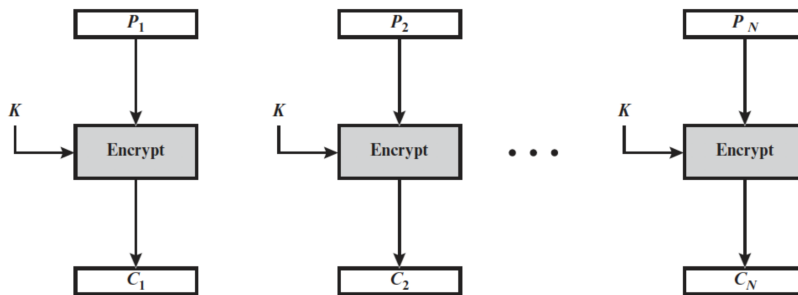 P1 P2 PN
K K K
Encrypt Encrypt • • • Encrypt
C1 C2 CN